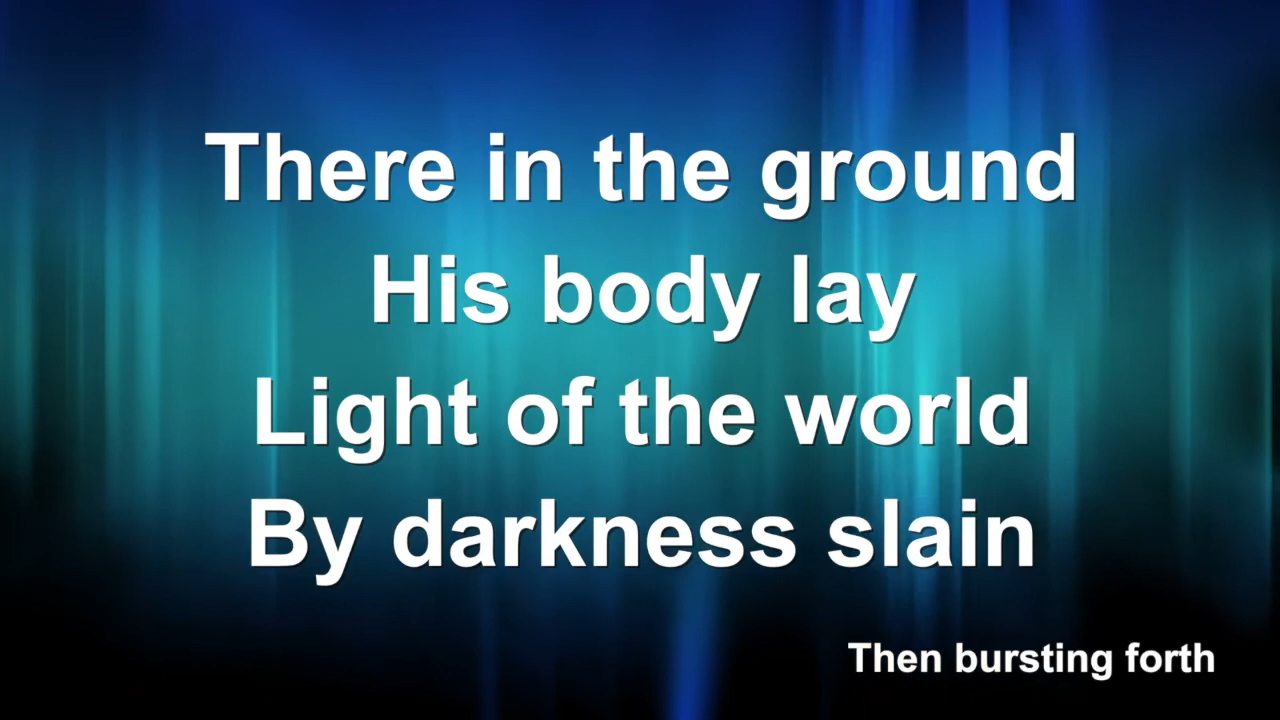 There in the ground
His body lay
Light of the world
By darkness slain
Then bursting forth